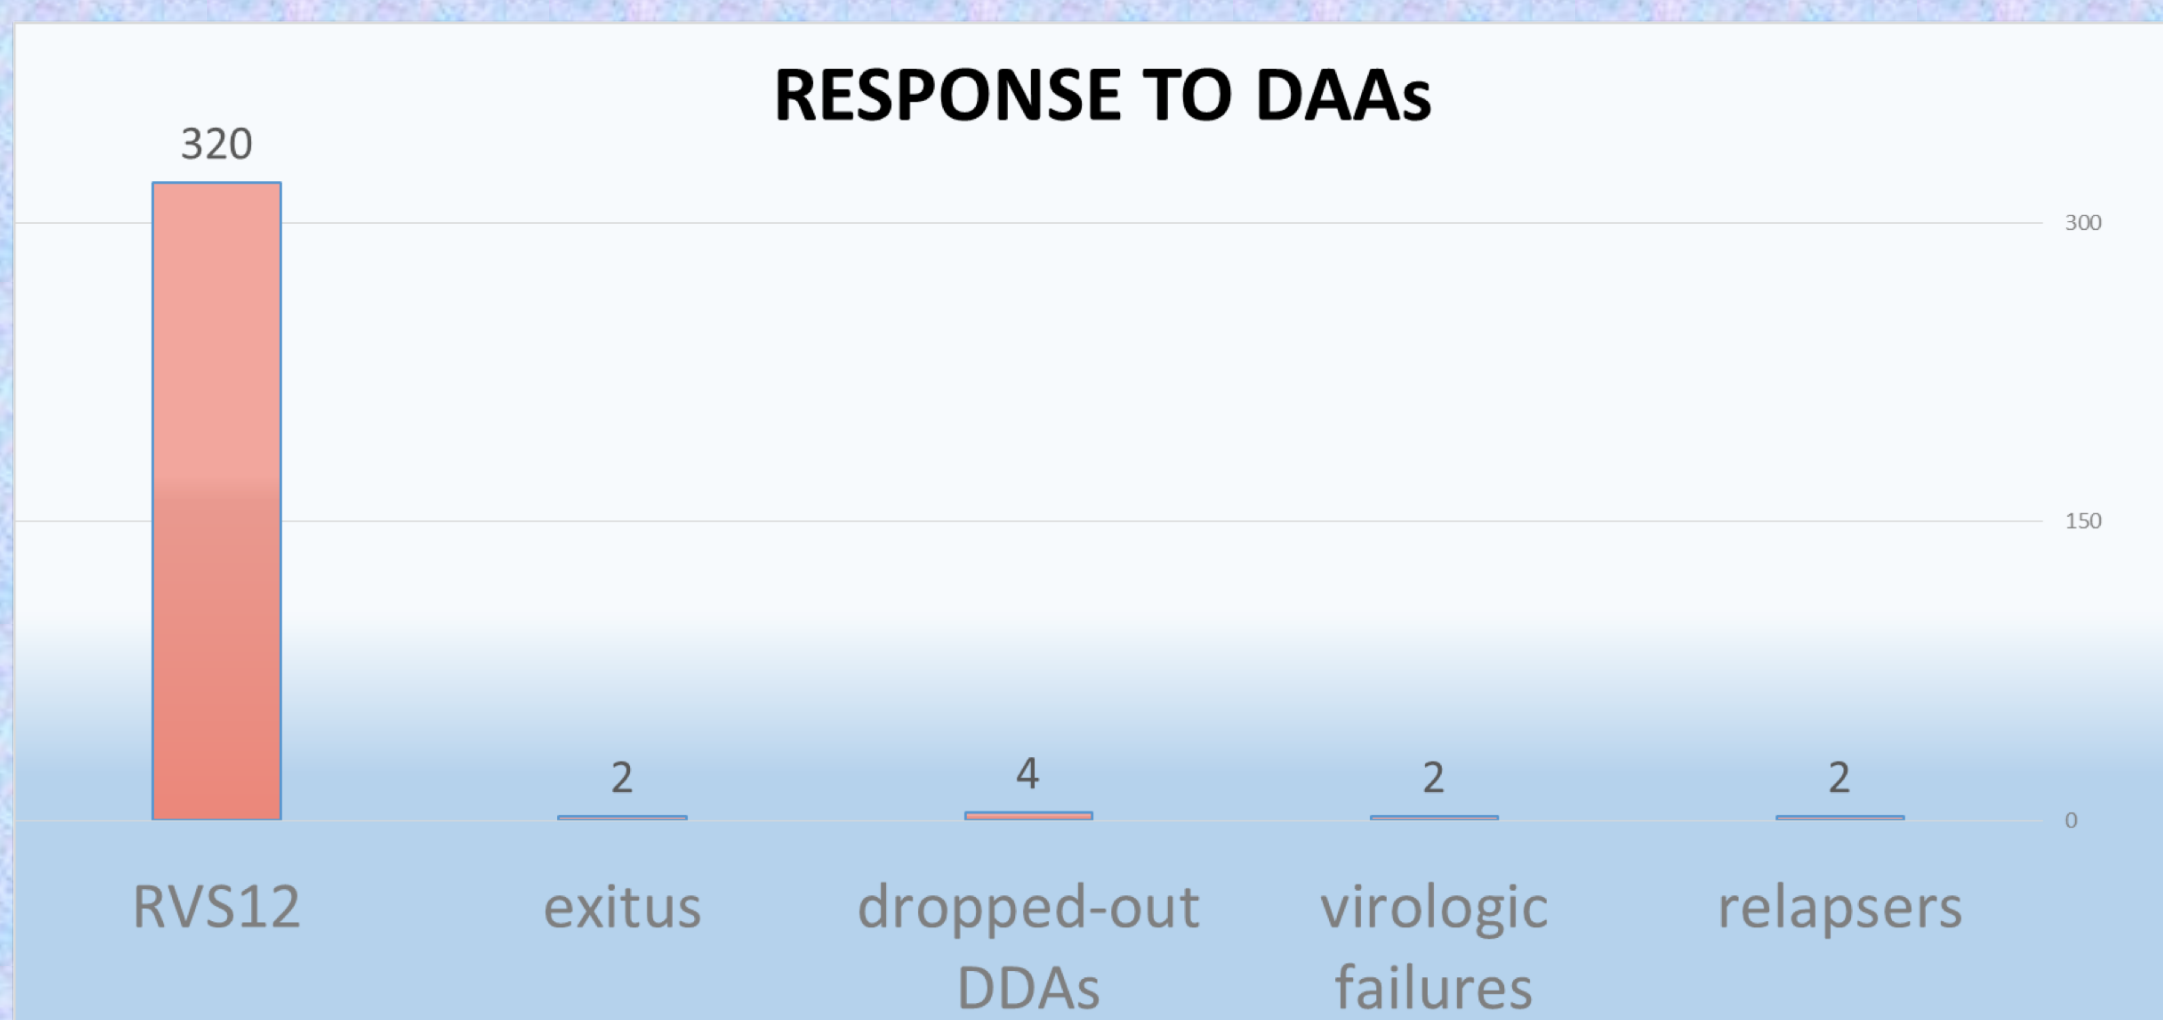 RESPONSE TO DAAs
320
300
150
2
4
2
2
0
RVS12
exitus
dropped-out
DDAs
virologic
failures
relapsers